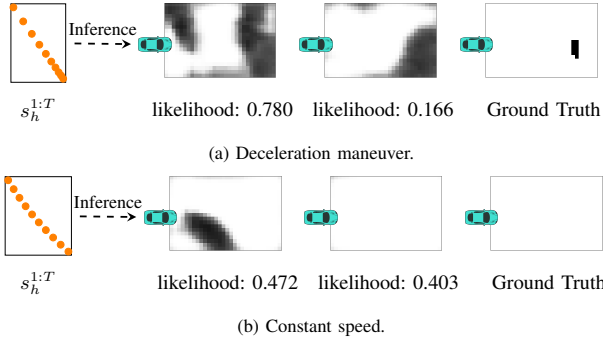 Inference
s_h^{1:T}
likelihood: 0.780
likelihood: 0.166
Ground Truth
(a) Deceleration maneuver.
Inference
s_h^{1:T}
likelihood: 0.472
likelihood: 0.403
Ground Truth
(b) Constant speed.